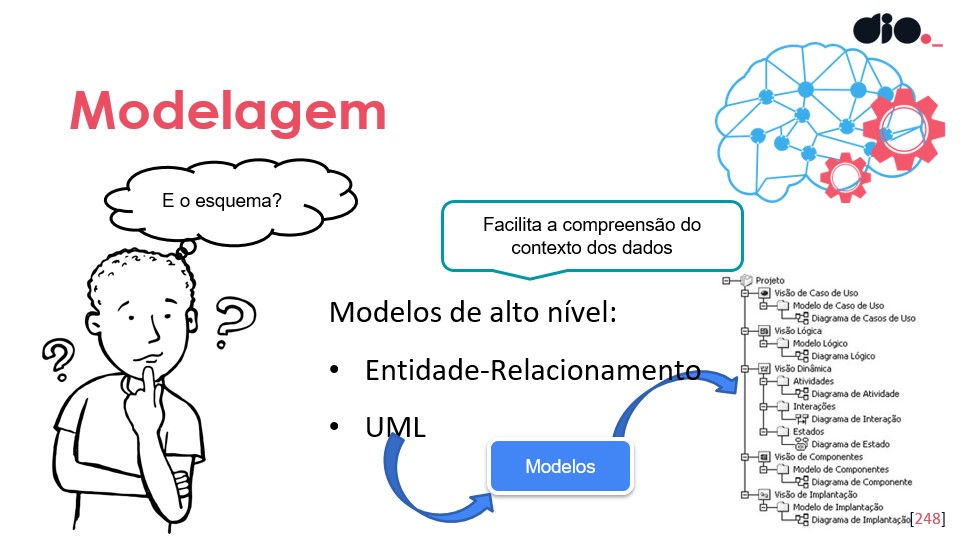 dio._
Modelagem
E o esquema?
Facilita a compreensão do
contexto dos dados
Modelos de alto nível:
• Entidade-Relacionamento
• UML
Modelos
Projeto
Visão de Caso de Uso
Modelo de Caso de Uso
Diagrama de Casos de Uso
Visão Lógica
Modelo Lógico
Diagrama Lógico
Visão Dinâmica
Atividades
Diagrama de Atividade
Interações
Diagrama de Interação
Estados
Diagrama de Estado
Visão de Componentes
Modelo de Componentes
Diagrama de Componente
Visão de Implantação
Modelo de Implantação
Diagrama de Implantação
[248]
? ?